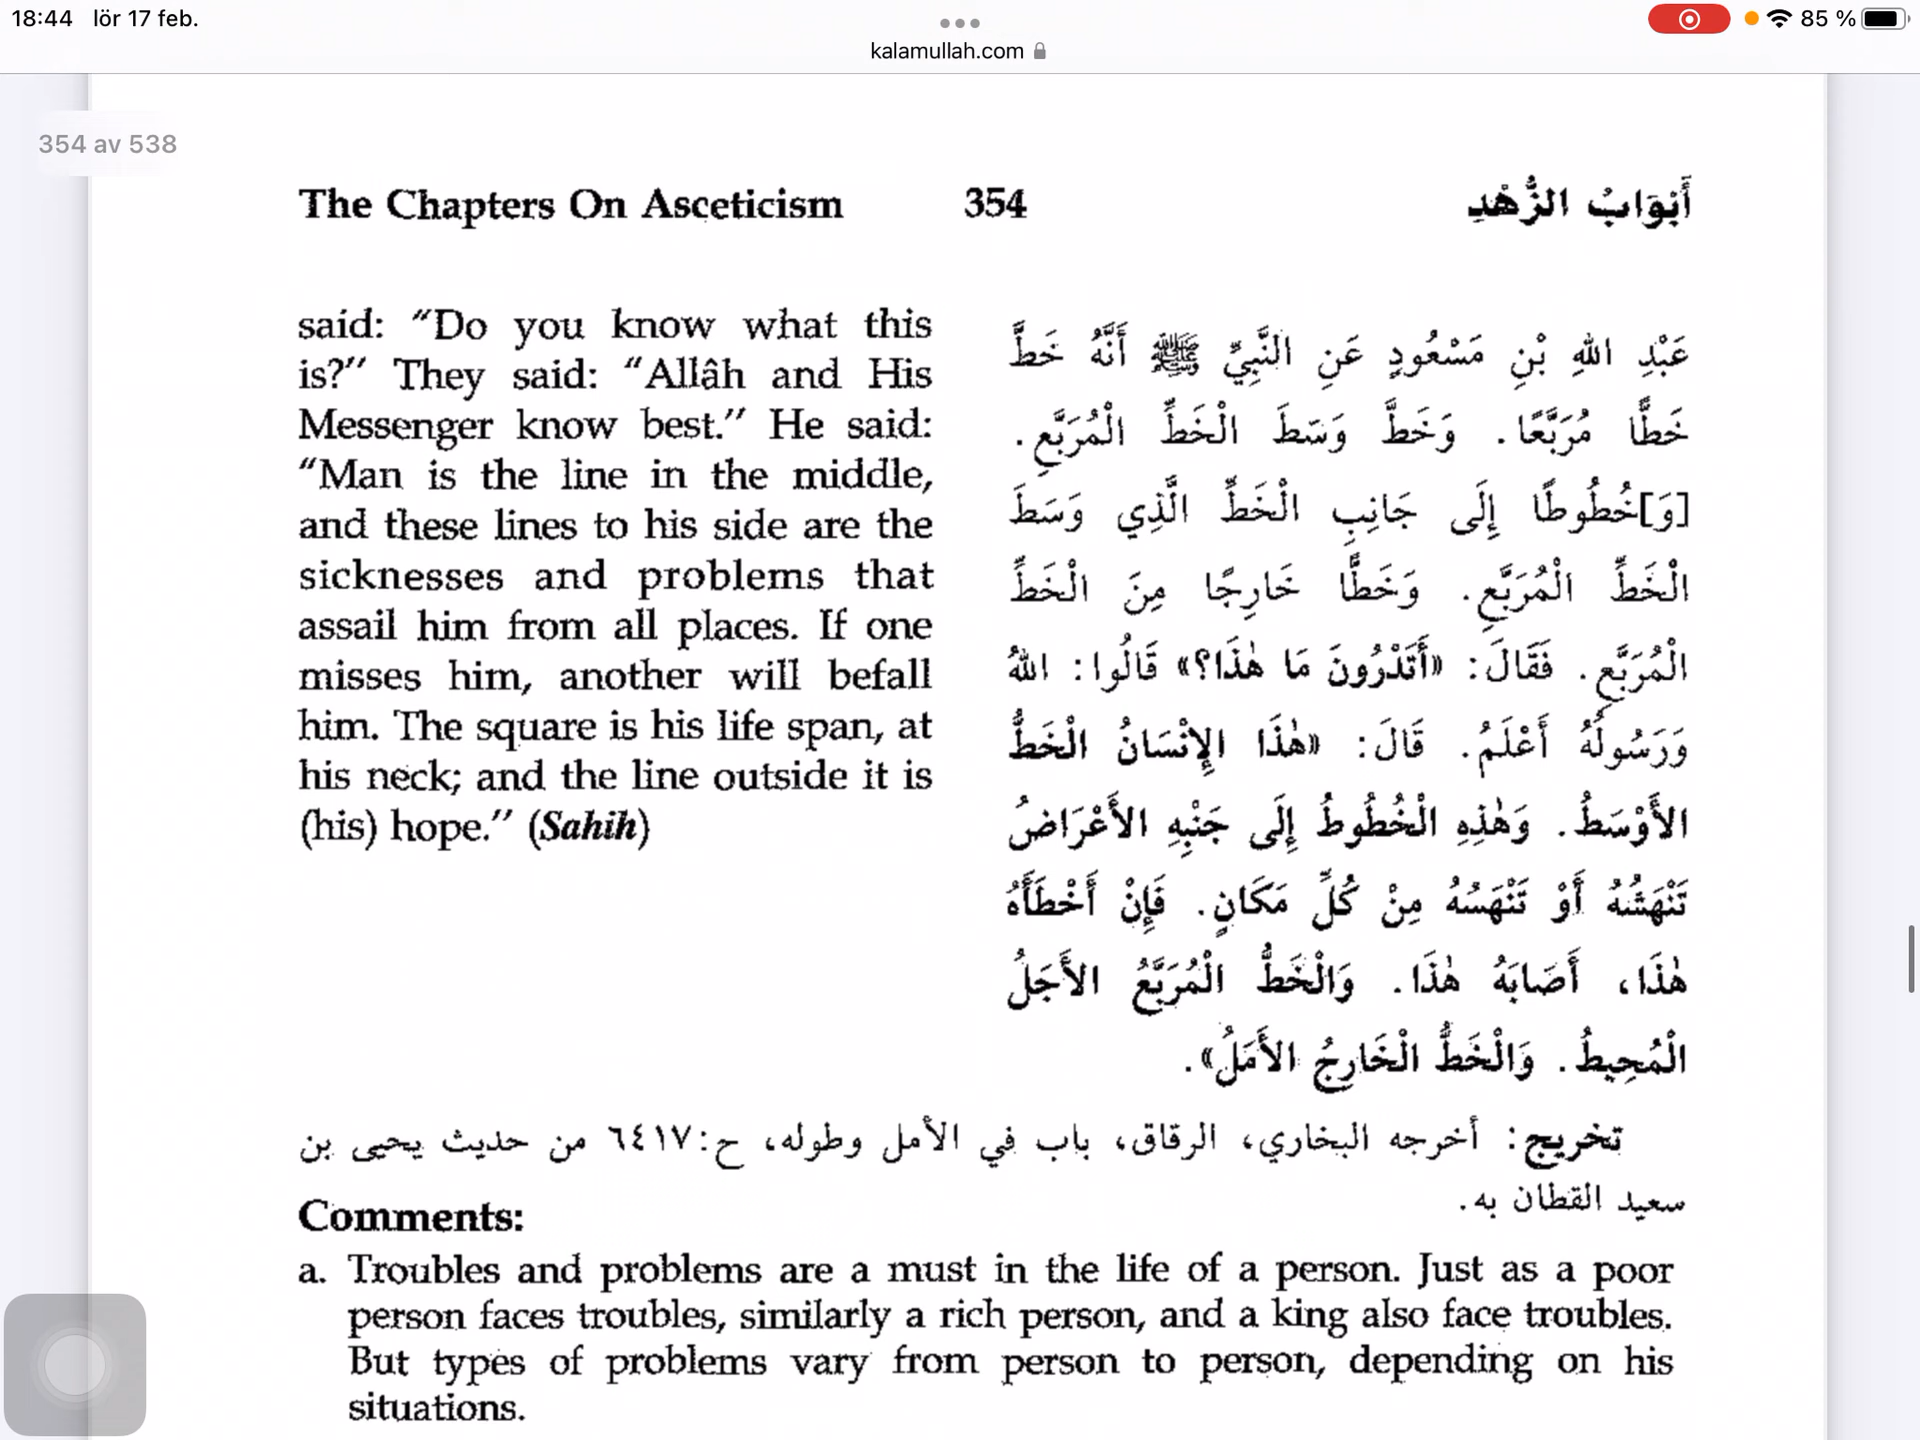 18:44 lör 17 feb.
85 %
kalamullah.com
354 av 538
The Chapters On Asceticism 354 أَبْوَابُ الزُّهْدِ
said: “Do you know what this
is?” They said: “Allâh and His
Messenger know best.” He said:
“Man is the line in the middle,
and these lines to his side are the
sicknesses and problems that
assail him from all places. If one
misses him, another will befall
him. The square is his life span, at
his neck; and the line outside it is
(his) hope.” (Sahih)
عَبْدِ اللهِ بْنِ مَسْعُودٍ عَنِ النَّبِيِّ ﷺ أَنَّهُ خَطَّ
خَطًّا مُرَبَّعًا. وَخَطَّ وَسَطَ الْخَطِّ الْمُرَبَّعِ.
[وَ]خُطُوطًا إِلَى جَانِبِ الْخَطِّ الَّذِي وَسَطَ
الْخَطِّ الْمُرَبَّعِ. وَخَطًّا خَارِجًا مِنَ الْخَطِّ
الْمُرَبَّعِ. فَقَالَ: «أَتَدْرُونَ مَا هٰذَا؟» قَالُوا: اللهُ
وَرَسُولُهُ أَعْلَمُ. قَالَ: «هٰذَا الإِنْسَانُ الْخَطُّ
الأَوْسَطُ. وَهٰذِهِ الْخُطُوطُ إِلَى جَنْبِهِ الأَعْرَاضُ
تَنْهَشُهُ أَوْ تَنْهَسُهُ مِنْ كُلِّ مَكَانٍ. فَإِنْ أَخْطَأَهُ
هٰذَا، أَصَابَهُ هٰذَا. وَالْخَطُّ الْمُرَبَّعُ الأَجَلُ
الْمُحِيطُ. وَالْخَطُّ الْخَارِجُ الأَمَلُ».
تخريج: أخرجه البخاري، الرقاق، باب في الأمل وطوله، ح:٦٤١٧ من حديث يحيى بن
سعيد القطان به.
Comments:
a. Troubles and problems are a must in the life of a person. Just as a poor
person faces troubles, similarly a rich person, and a king also face troubles.
But types of problems vary from person to person, depending on his
situations.